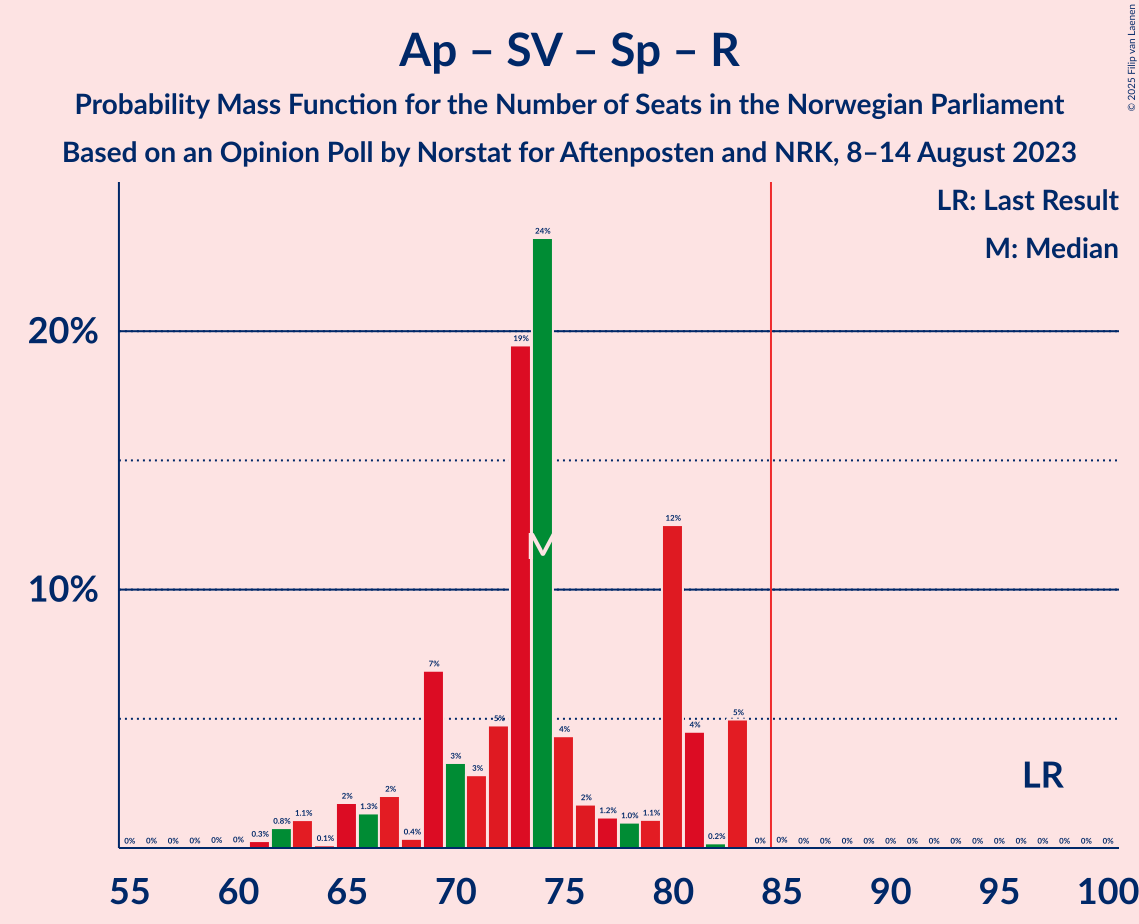 Ap – SV – Sp – R
Probability Mass Function for the Number of Seats in the Norwegian Parliament
Based on an Opinion Poll by Norstat for Aftenposten and NRK, 8–14 August 2023
© 2025 Filip van Laenen
LR: Last Result
M: Median
20%
10%
0% 0% 0% 0% 0% 0% 0.3% 0.8% 1.1% 0.1% 2% 1.3% 2% 0.4% 7% 3% 3% 5% 19% 24% 4% 2% 1.2% 1.0% 1.1% 12% 4% 0.2% 5% 0% 0% 0% 0% 0% 0% 0% 0% 0% 0% 0% 0% 0% 0% 0% 0% 0%
M
LR
55 60 65 70 75 80 85 90 95 100